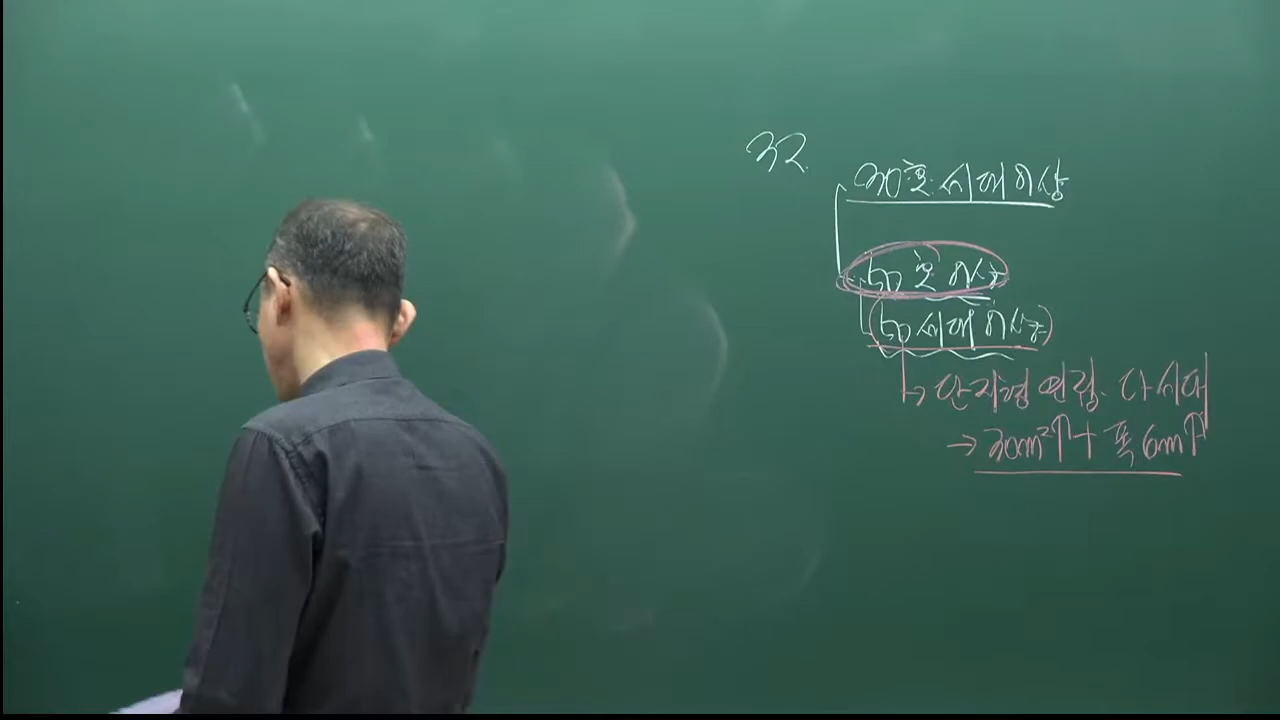 32.
30호·세대 이상
50호 이상
(50세대 이상)
→ 단지형 연립·다세대
→ 30m²↑ + 폭 6m↑